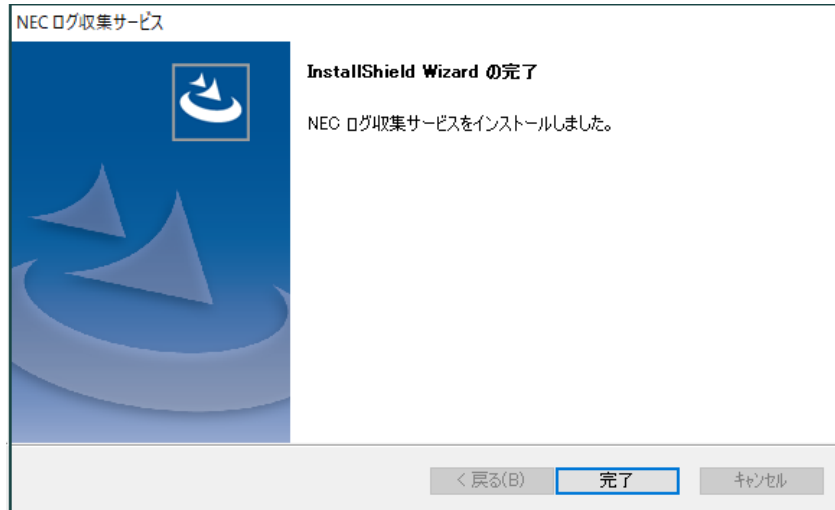 NEC ログ収集サービス
InstallShield Wizard の完了
NEC ログ収集サービスをインストールしました。
< 戻る(B)
完了
キャンセル